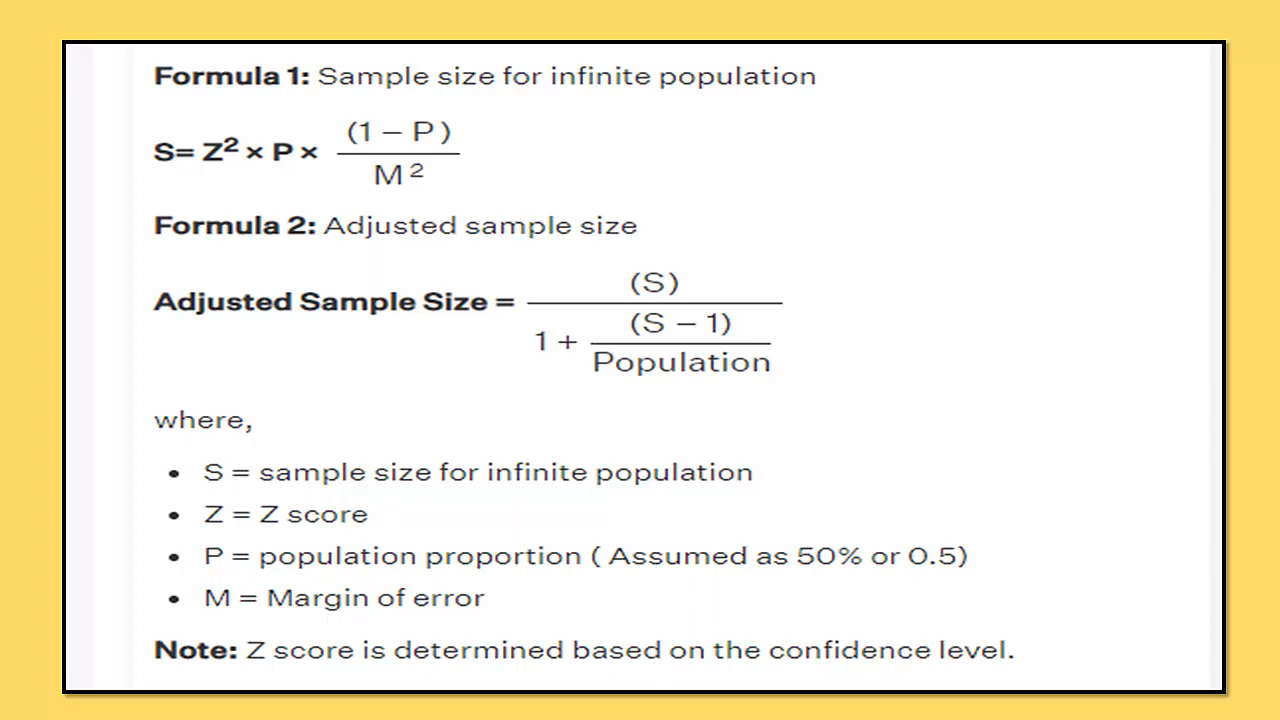 Formula 1: Sample size for infinite population
S= Z² × P × (1 – P) / M²
Formula 2: Adjusted sample size
Adjusted Sample Size = (S) / 1 + (S – 1) / Population
where,
• S = sample size for infinite population
• Z = Z score
• P = population proportion ( Assumed as 50% or 0.5)
• M = Margin of error
Note: Z score is determined based on the confidence level.